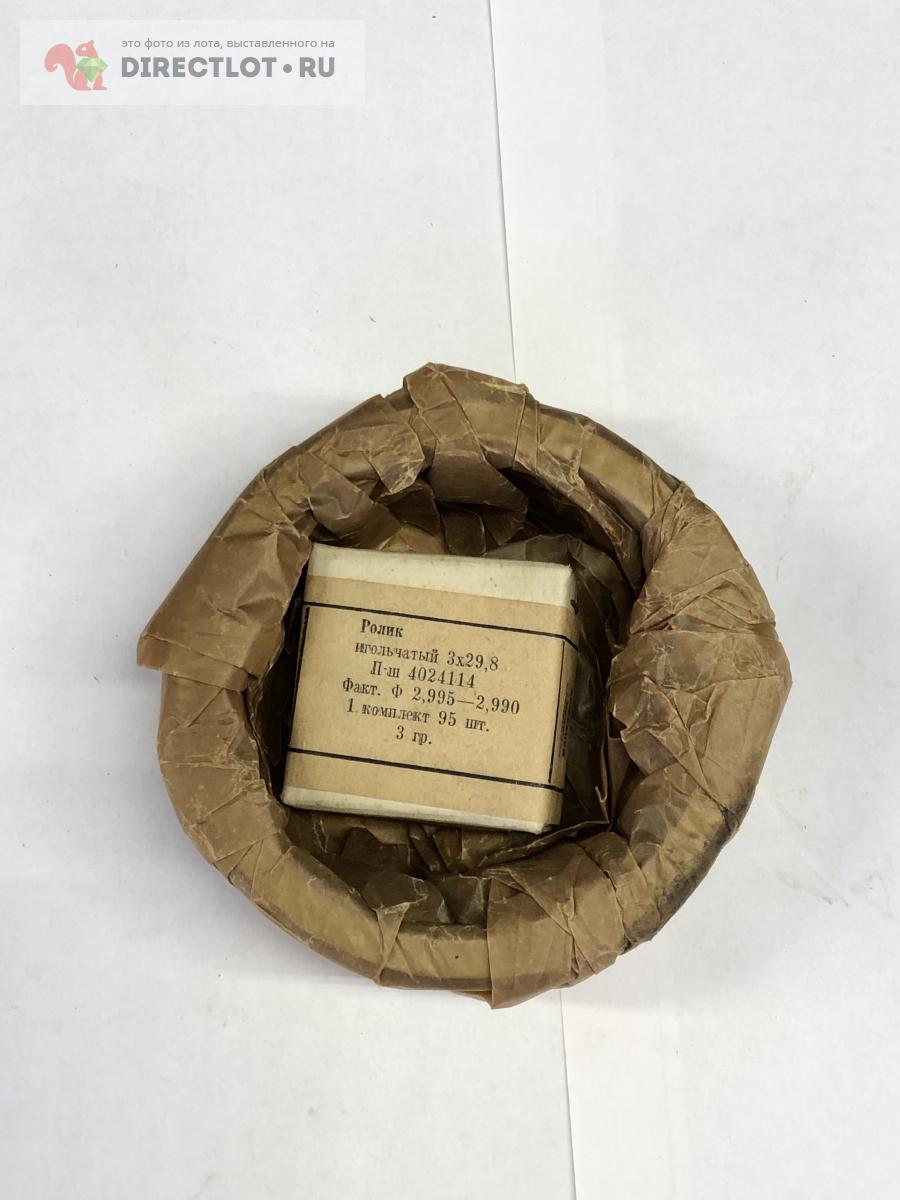 это фото из лота, выставленного на
DIRECTLOT•RU
Ролик
игольчатый 3х29,8
П-ш 4024114
Факт. Ф 2,995—2,990
1 комплект 95 шт.
3 гр.